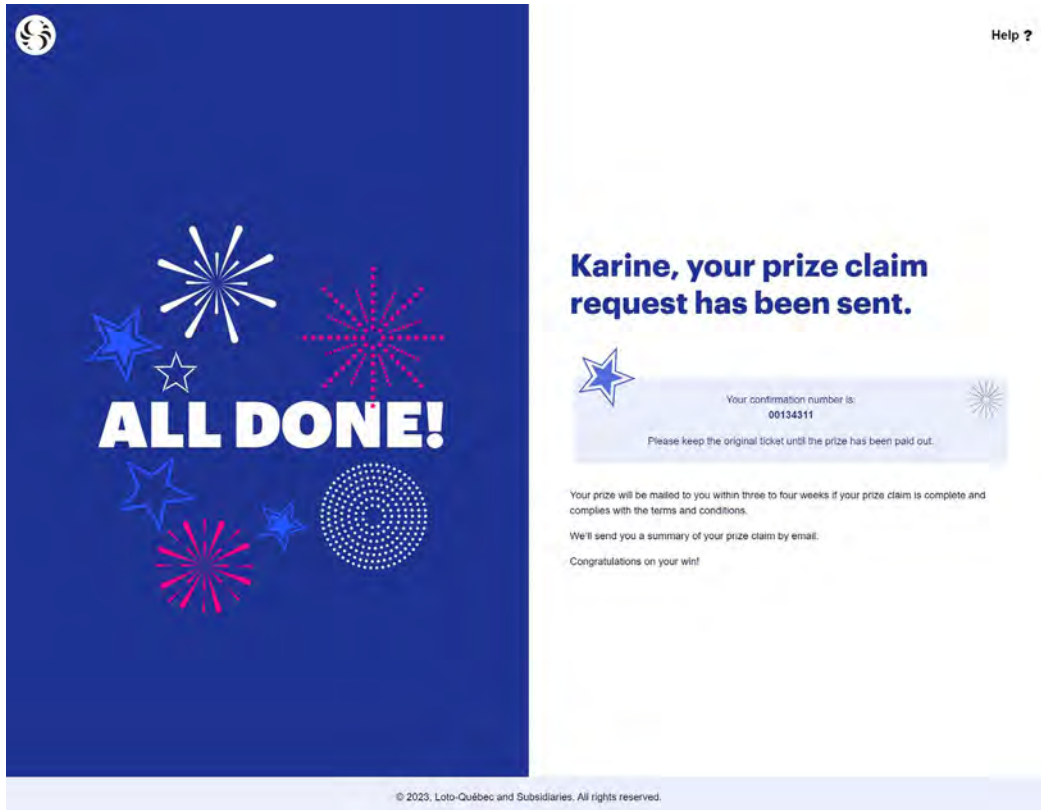 Help ?
ALL DONE!
Karine, your prize claim
request has been sent.
Your confirmation number is:
00134311
Please keep the original ticket until the prize has been paid out.
Your prize will be mailed to you within three to four weeks if your prize claim is complete and
complies with the terms and conditions.
We'll send you a summary of your prize claim by email.
Congratulations on your win!
© 2023, Loto-Québec and Subsidiaries. All rights reserved.